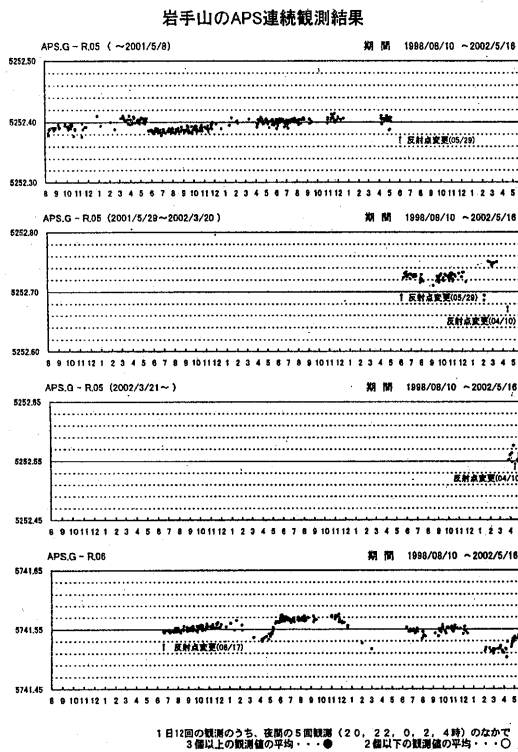 岩手山のAPS連続観測結果
APS.G - R.05 ( ～2001/5/8)
期 間 1998/08/10 ～2002/5/16
5252.50
5252.40
反射点変更(05/29)
5252.30
8 9 10 11 12 1 2 3 4 5 6 7 8 9 10 11 12 1 2 3 4 5 6 7 8 9 10 11 12 1 2 3 4 5 6 7 8 9 10 11 12 1 2 3 4 5
APS.G - R.05 (2001/5/29～2002/3/20 )
期 間 1998/08/10 ～2002/5/16
5252.80
5252.70
反射点変更(05/29)
反射点変更(04/10)
5252.60
8 9 10 11 12 1 2 3 4 5 6 7 8 9 10 11 12 1 2 3 4 5 6 7 8 9 10 11 12 1 2 3 4 5 6 7 8 9 10 11 12 1 2 3 4 5
APS.G - R.05 (2002/3/21～ )
期 間 1998/08/10 ～2002/5/16
5252.65
5252.55
反射点変更(04/10
5252.45
8 9 10 11 12 1 2 3 4 5 6 7 8 9 10 11 12 1 2 3 4 5 6 7 8 9 10 11 12 1 2 3 4 5 6 7 8 9 10 11 12 1 2 3 4 5
APS.G - R.06
期 間 1998/08/10 ～2002/5/16
5741.65
5741.55
反射点変更(06/17)
5741.45
8 9 10 11 12 1 2 3 4 5 6 7 8 9 10 11 12 1 2 3 4 5 6 7 8 9 10 11 12 1 2 3 4 5 6 7 8 9 10 11 12 1 2 3 4 5
1日12回の観測のうち、夜間の5回観測（20, 22, 0, 2, 4時）のなかで
3個以上の観測値の平均・・・● 2個以下の観測値の平均・・・○